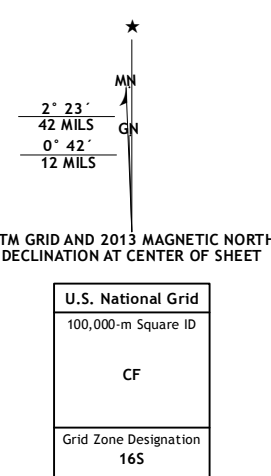 ★
MN
2° 23´
42 MILS
GN
0° 42´
12 MILS
TM GRID AND 2013 MAGNETIC NORTH
DECLINATION AT CENTER OF SHEET
U.S. National Grid
100,000-m Square ID
CF
Grid Zone Designation
16S